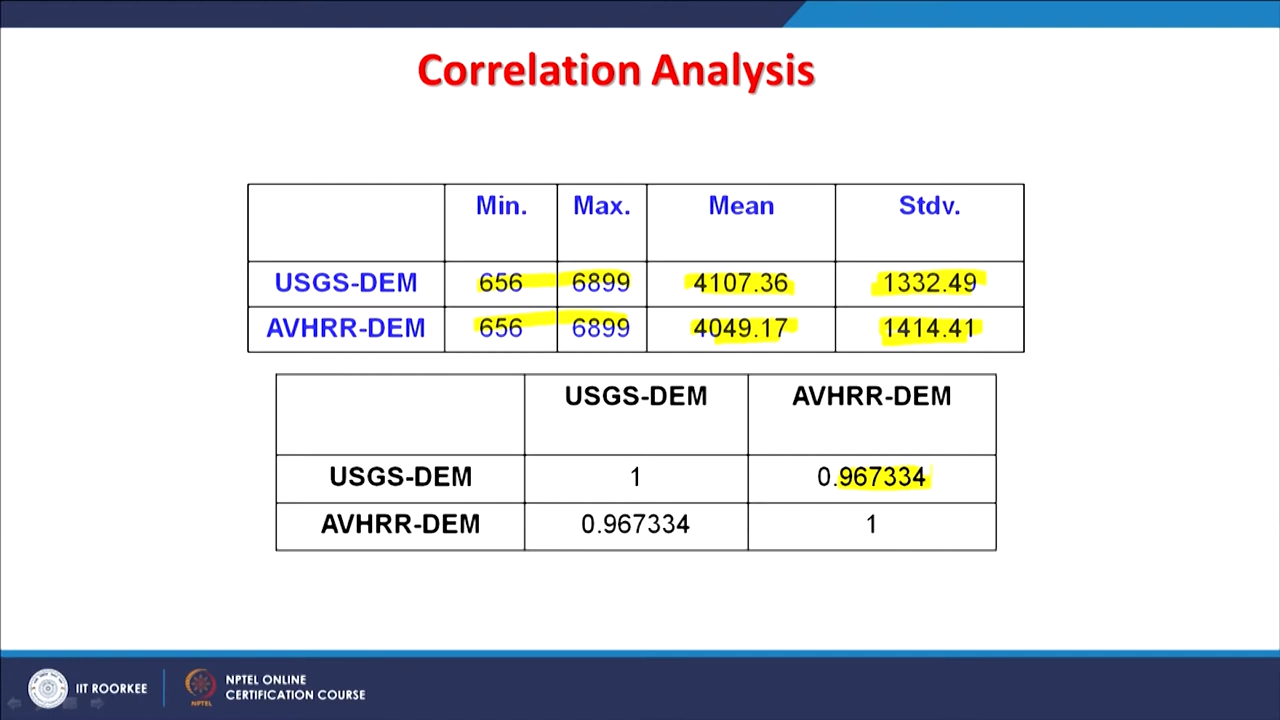 Correlation Analysis
Min. Max. Mean Stdv.
USGS-DEM 656 6899 4107.36 1332.49
AVHRR-DEM 656 6899 4049.17 1414.41
USGS-DEM AVHRR-DEM
USGS-DEM 1 0.967334
AVHRR-DEM 0.967334 1
IIT ROORKEE
NPTEL
NPTEL ONLINE
CERTIFICATION COURSE